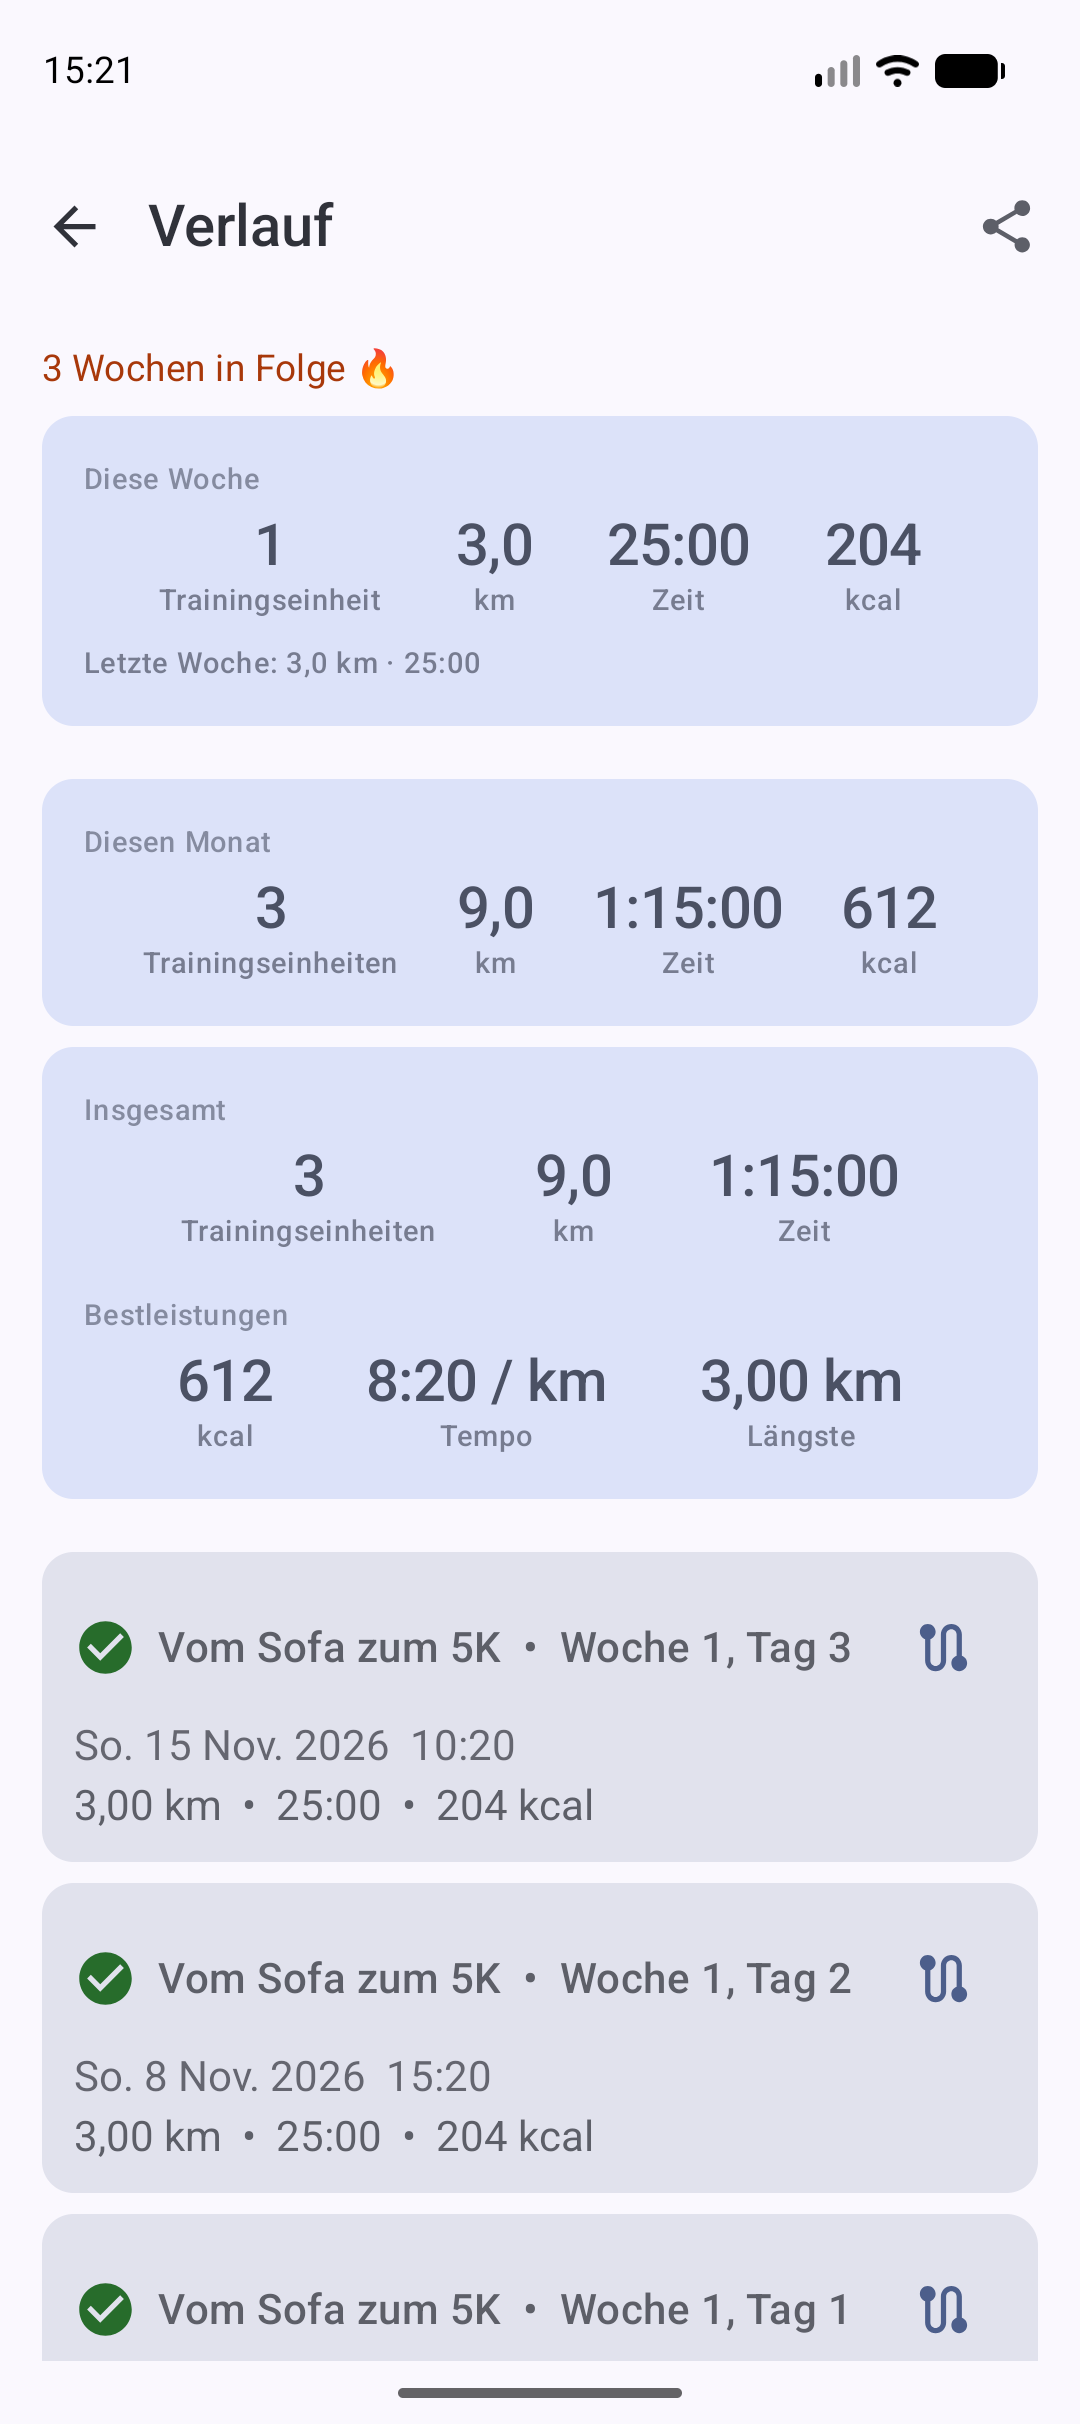 15:21
Verlauf
3 Wochen in Folge 🔥
Diese Woche
1 3,0 25:00 204
Trainingseinheit km Zeit kcal
Letzte Woche: 3,0 km · 25:00
Diesen Monat
3 9,0 1:15:00 612
Trainingseinheiten km Zeit kcal
Insgesamt
3 9,0 1:15:00
Trainingseinheiten km Zeit
Bestleistungen
612 8:20 / km 3,00 km
kcal Tempo Längste
Vom Sofa zum 5K • Woche 1, Tag 3
So. 15 Nov. 2026 10:20
3,00 km • 25:00 • 204 kcal
Vom Sofa zum 5K • Woche 1, Tag 2
So. 8 Nov. 2026 15:20
3,00 km • 25:00 • 204 kcal
Vom Sofa zum 5K • Woche 1, Tag 1